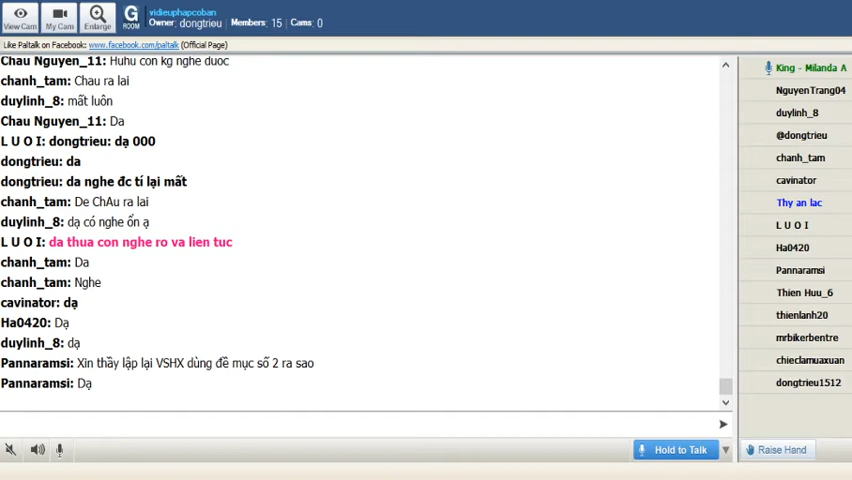 vidieuphapcoban
Owner: dongtrieu Members: 15 Cams: 0
View Cam My Cam Enlarge G ROOM
Like Paltalk on Facebook: www.facebook.com/paltalk (Official Page)
Chau Nguyen_11: Huhu con kg nghe duoc
chanh_tam: Chau ra lai
duylinh_8: mất luôn
Chau Nguyen_11: Da
L U O I: dongtrieu: dạ 000
dongtrieu: da
dongtrieu: da nghe đc tí lại mất
chanh_tam: De ChAu ra lai
duylinh_8: dạ có nghe ổn ạ
L U O I: da thua con nghe ro va lien tuc
chanh_tam: Da
chanh_tam: Nghe
cavinator: dạ
Ha0420: Dạ
duylinh_8: dạ
Pannaramsi: Xin thầy lập lại VSHX dùng đề mục số 2 ra sao
Pannaramsi: Dạ
King - Milanda A
NguyenTrang04
duylinh_8
@dongtrieu
chanh_tam
cavinator
Thy an lac
L U O I
Ha0420
Pannaramsi
Thien Huu_6
thienlanh20
mrbikerbentre
chieclamuaxuan
dongtrieu1512
Hold to Talk
Raise Hand